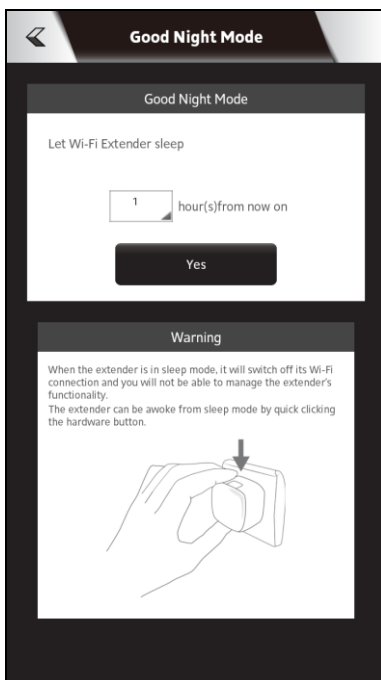 Good Night Mode
Good Night Mode
Let Wi-Fi Extender sleep
1 hour(s)from now on
Yes
Warning
When the extender is in sleep mode, it will switch off its Wi-Fi
connection and you will not be able to manage the extender's
functionality.
The extender can be awoke from sleep mode by quick clicking
the hardware button.